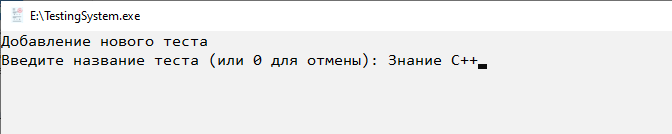 E:\TestingSystem.exe
Добавление нового теста
Введите название теста (или 0 для отмены): Знание C++